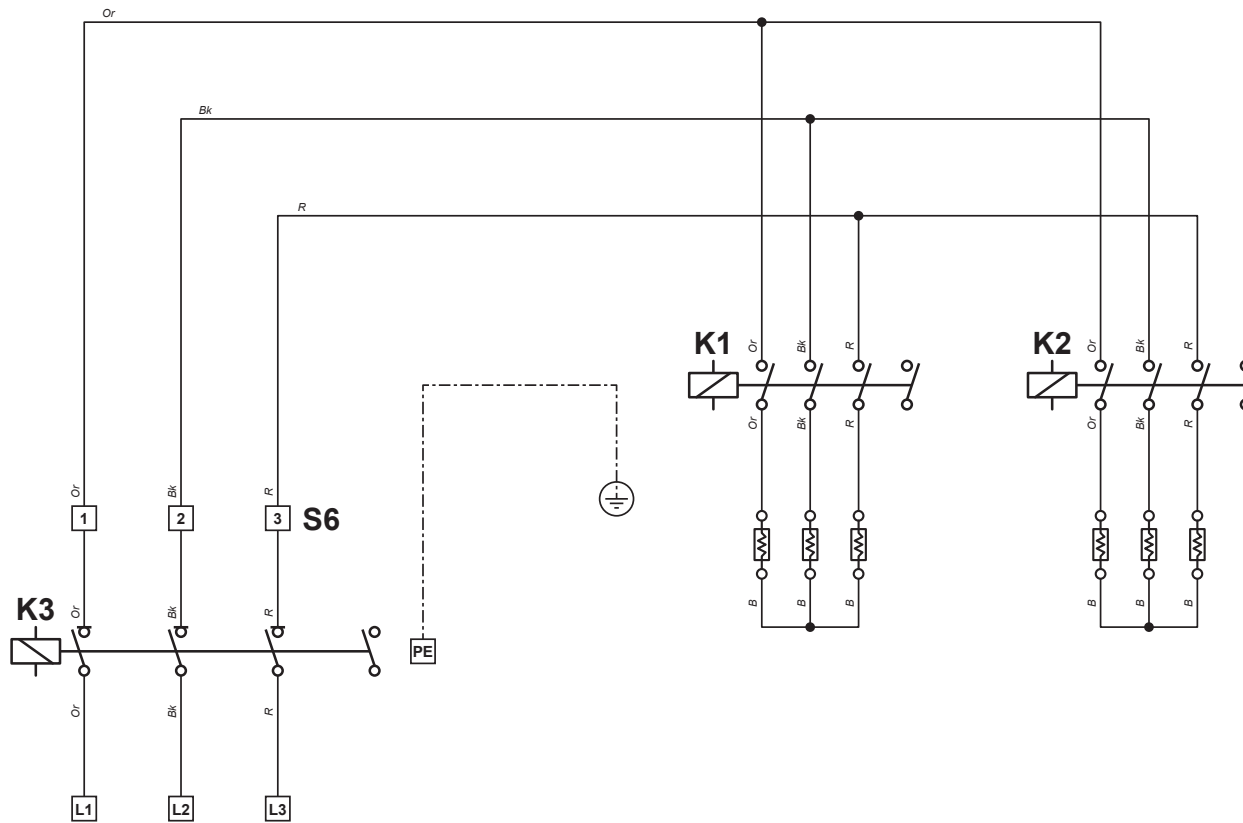 Or
Bk
R
K1 Or Bk R K2 Or Bk R
Or Bk R Or Bk R
Or Bk R
1 2 3 S6
K3 Or Bk R B B B B B B
PE
Or Bk R
L1 L2 L3